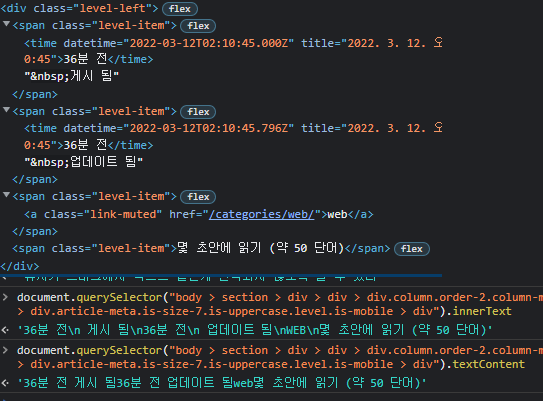 <div class="level-left"> flex
<span class="level-item"> flex
<time datetime="2022-03-12T02:10:45.000Z" title="2022. 3. 12. 오
0:45">36분 전</time>
"&nbsp;게시 됨"
</span>
<span class="level-item"> flex
<time datetime="2022-03-12T02:10:45.796Z" title="2022. 3. 12. 오
0:45">36분 전</time>
"&nbsp;업데이트 됨"
</span>
<span class="level-item"> flex
<a class="link-muted" href="/categories/web/">web</a>
</span>
<span class="level-item">몇 초안에 읽기 (약 50 단어)</span> flex
</div>
document.querySelector("body > section > div > div > div.column.order-2.column-m
> div.article-meta.is-size-7.is-uppercase.level.is-mobile > div").innerText
'36분 전\n 게시 됨\n36분 전\n 업데이트 됨\nWEB\n몇 초안에 읽기 (약 50 단어)'
document.querySelector("body > section > div > div > div.column.order-2.column-m
> div.article-meta.is-size-7.is-uppercase.level.is-mobile > div").textContent
'36분 전 게시 됨36분 전 업데이트 됨web몇 초안에 읽기 (약 50 단어)'